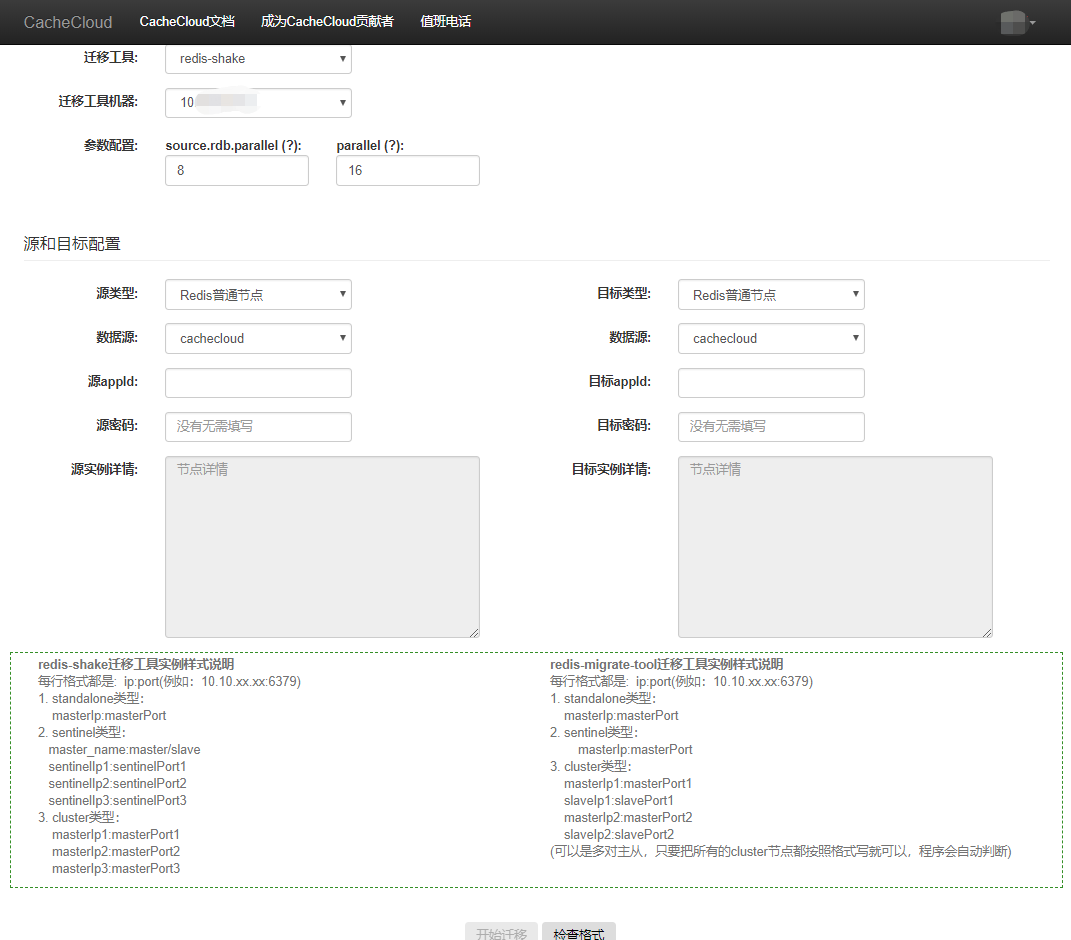 CacheCloud CacheCloud文档 成为CacheCloud贡献者 值班电话
迁移工具: redis-shake
迁移工具机器: 10
参数配置: source.rdb.parallel (?): parallel (?):
8 16
源和目标配置
源类型: Redis普通节点 目标类型: Redis普通节点
数据源: cachecloud 数据源: cachecloud
源appId: 目标appId:
源密码: 没有无需填写 目标密码: 没有无需填写
源实例详情: 节点详情 目标实例详情: 节点详情
redis-shake迁移工具实例样式说明
每行格式都是: ip:port(例如：10.10.xx.xx:6379)
1. standalone类型：
masterIp:masterPort
2. sentinel类型：
master_name:master/slave
sentinelIp1:sentinelPort1
sentinelIp2:sentinelPort2
sentinelIp3:sentinelPort3
3. cluster类型：
masterIp1:masterPort1
masterIp2:masterPort2
masterIp3:masterPort3
redis-migrate-tool迁移工具实例样式说明
每行格式都是: ip:port(例如：10.10.xx.xx:6379)
1. standalone类型：
masterIp:masterPort
2. sentinel类型：
masterIp:masterPort
3. cluster类型：
masterIp1:masterPort1
slaveIp1:slavePort1
masterIp2:masterPort2
slaveIp2:slavePort2
(可以是多对主从，只要把所有的cluster节点都按照格式写就可以，程序会自动判断)
开始迁移 检查格式